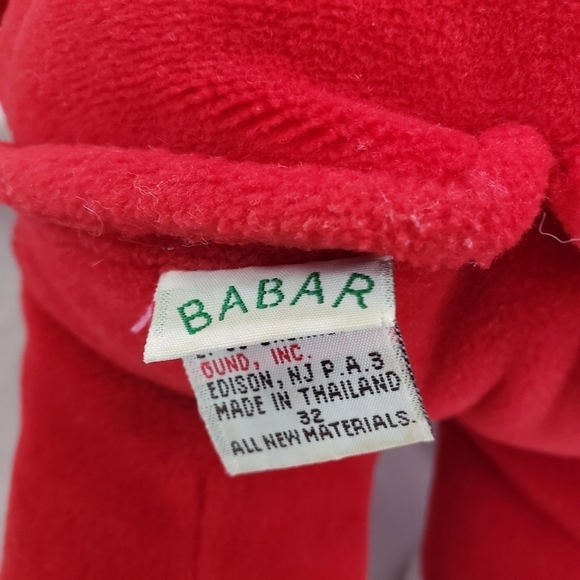 BABAR
GUND, INC.
EDISON, NJ P.A.3
MADE IN THAILAND
32
ALL NEW MATERIALS.